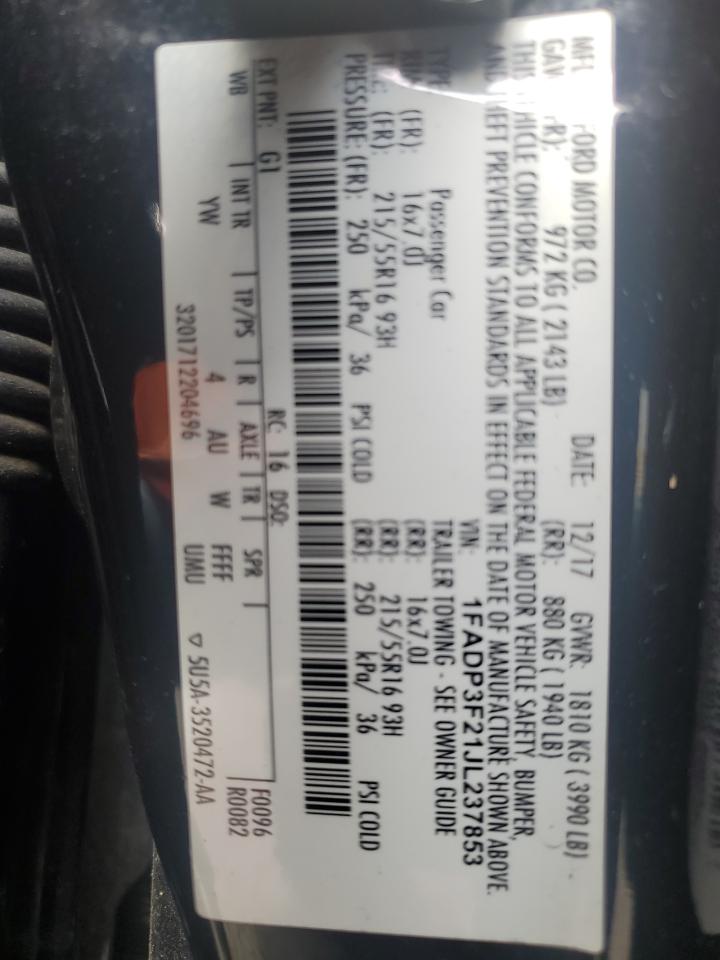 MFD FORD MOTOR CO. DATE: 12/17 GVWR: 1810 KG ( 3990 LB)
972 KG ( 2143 LB) (RR): 880 KG ( 1940 LB)
THIS VEHICLE CONFORMS TO ALL APPLICABLE FEDERAL MOTOR VEHICLE SAFETY, BUMPER,
AND THEFT PREVENTION STANDARDS IN EFFECT ON THE DATE OF MANUFACTURE SHOWN ABOVE.
VIN: 1FADP3F21JL237853
TYPE: Passenger Car TRAILER TOWING - SEE OWNER GUIDE
(FR): 16x7.0J (RR): 16x7.0J
(FR): 215/55R16 93H (RR): 215/55R16 93H
PRESSURE: (FR): 250 kPa/ 36 PSI COLD (RR): 250 kPa/ 36 PSI COLD
EXT PNT: G1 RC: 16 DSO: F0096
WB INT TR TP/PS R AXLE TR SPR R0082
YW 4 AU W FFFF
3201712204696 UMU ▽ 5U5A-3520472-AA